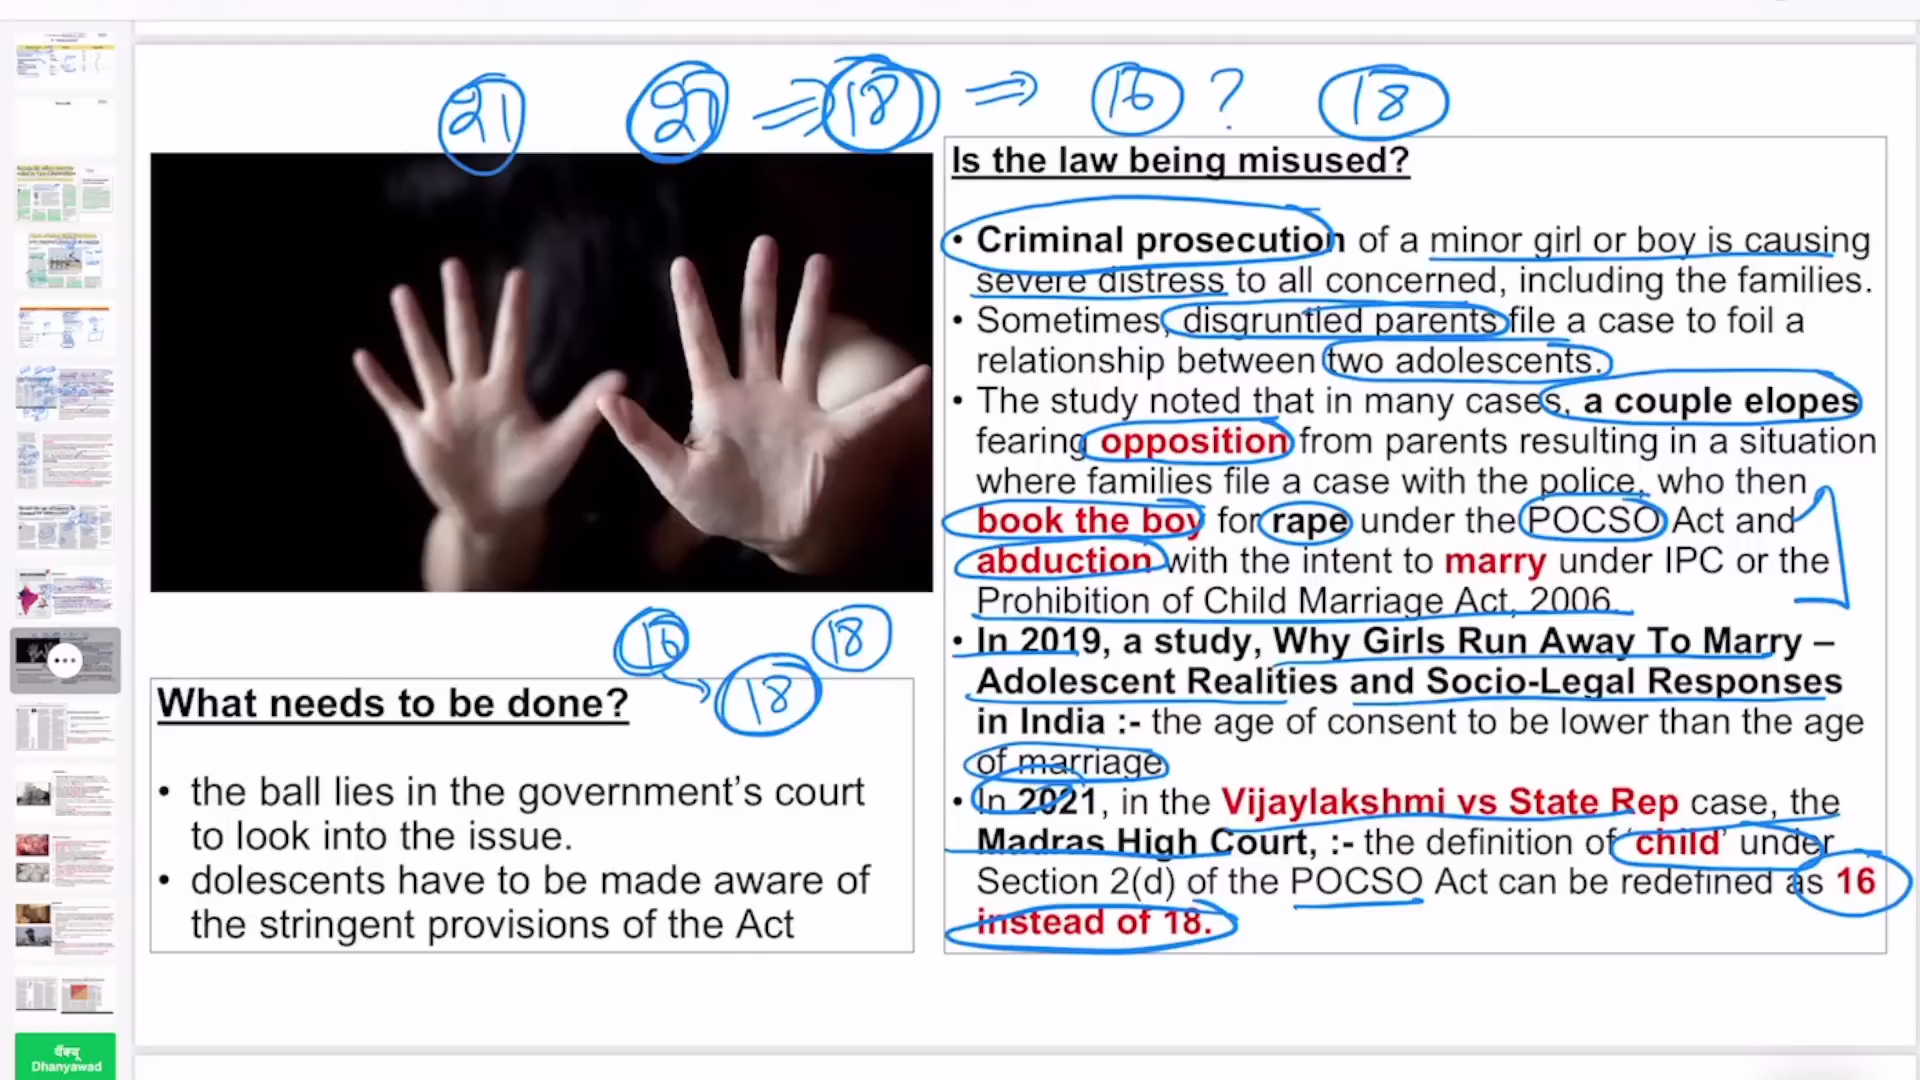 21 21 ⇒ 18 ⇒ 16 ? 18
Is the law being misused?
• Criminal prosecution of a minor girl or boy is causing
severe distress to all concerned, including the families.
• Sometimes, disgruntled parents file a case to foil a
relationship between two adolescents.
• The study noted that in many cases, a couple elopes
fearing opposition from parents resulting in a situation
where families file a case with the police, who then
book the boy for rape under the POCSO Act and
abduction with the intent to marry under IPC or the
Prohibition of Child Marriage Act, 2006.
• In 2019, a study, Why Girls Run Away To Marry –
Adolescent Realities and Socio-Legal Responses
in India :- the age of consent to be lower than the age
of marriage
• In 2021, in the Vijaylakshmi vs State Rep case, the
Madras High Court, :- the definition of ‘child’ under
Section 2(d) of the POCSO Act can be redefined as 16
instead of 18.
16 18
18
What needs to be done?
• the ball lies in the government’s court
to look into the issue.
• dolescents have to be made aware of
the stringent provisions of the Act
थैंक्यू
Dhanyawad